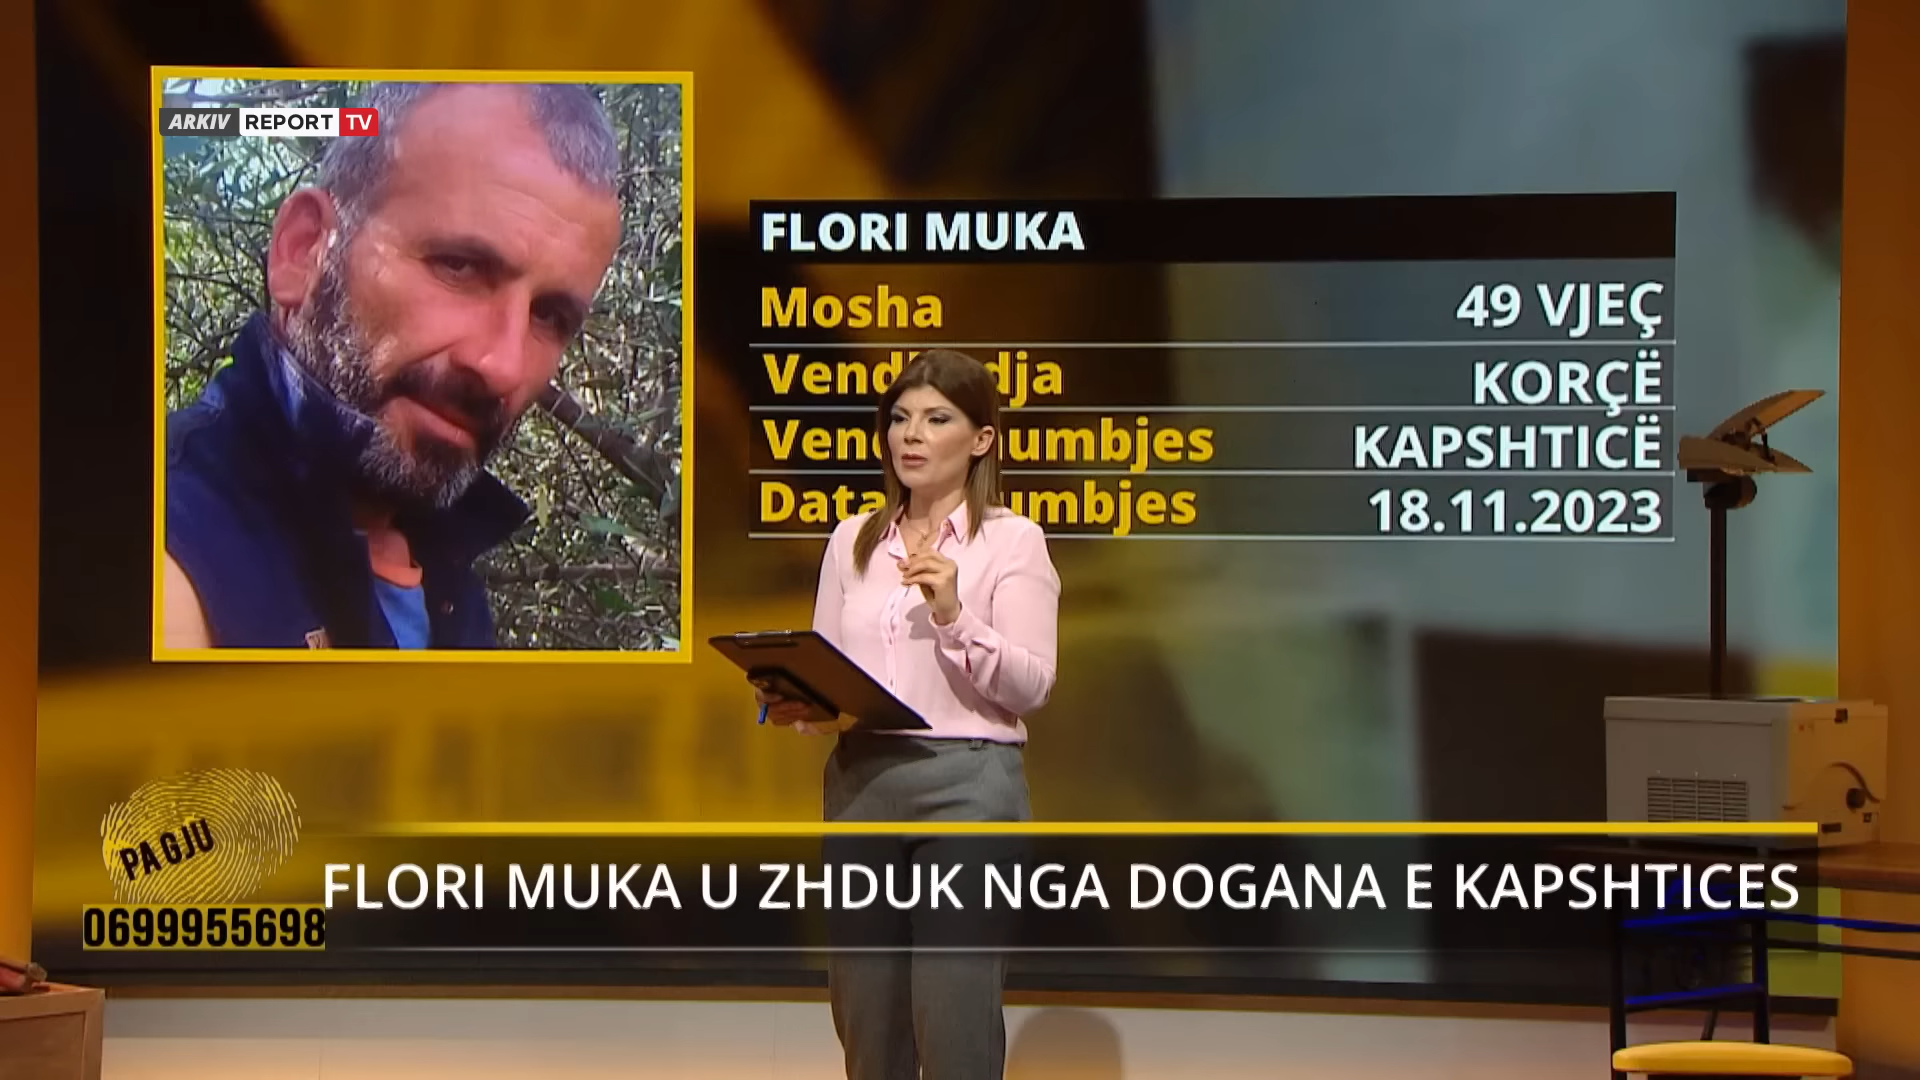 ARKIV REPORT TV
FLORI MUKA
Mosha 49 VJEÇ
KORÇË
KAPSHTICË
18.11.2023
PA GJU
0699955698
FLORI MUKA U ZHDUK NGA DOGANA E KAPSHTICES